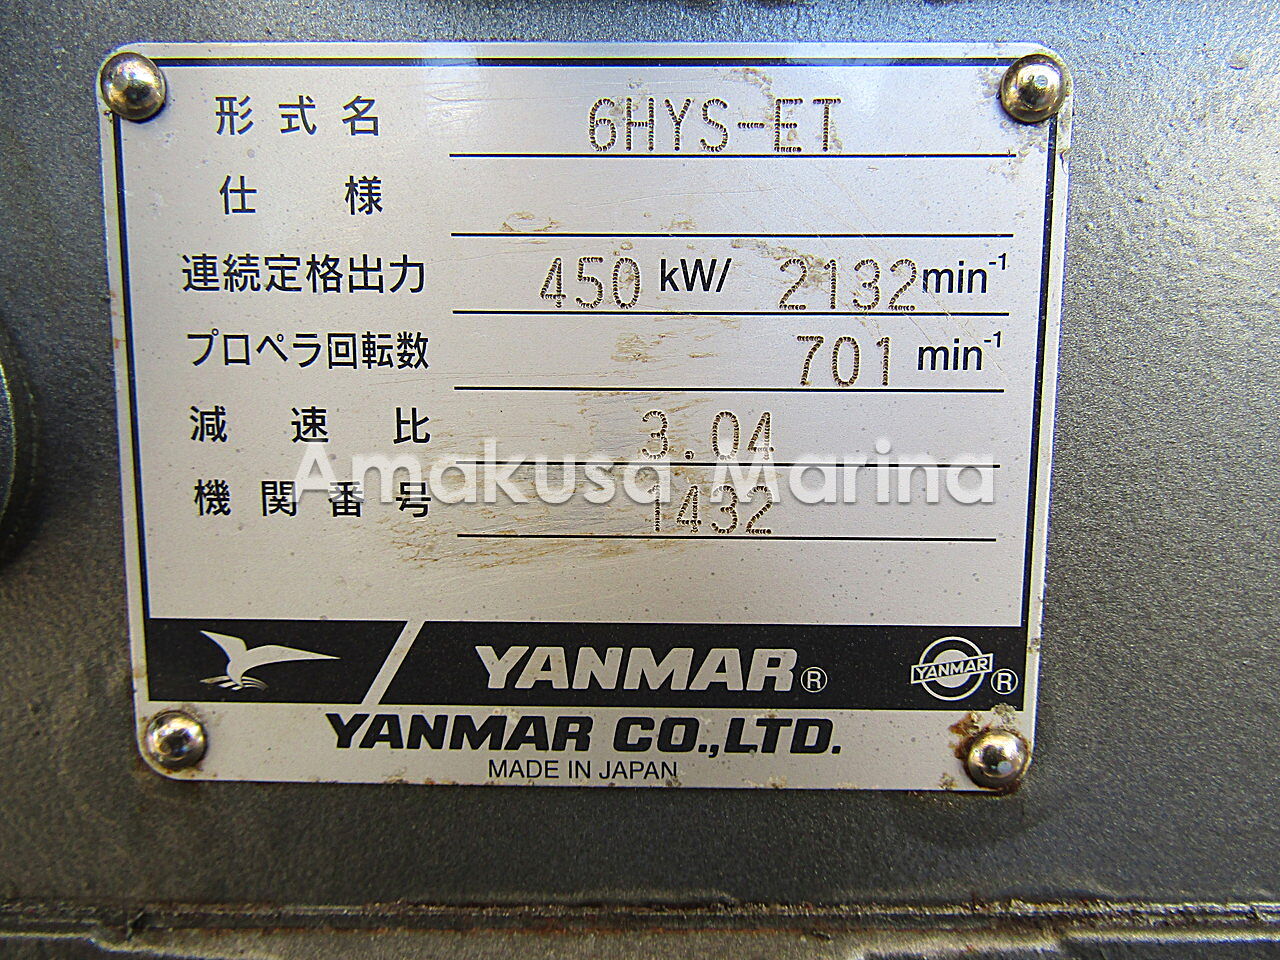 形式名 6HYS-ET
仕様
連続定格出力 450 kW/ 2132 min-1
プロペラ回転数 701 min-1
減速比 3.04
Amakusa Marina
機関番号 1432
YANMAR® YANMAR®
YANMAR CO.,LTD.
MADE IN JAPAN